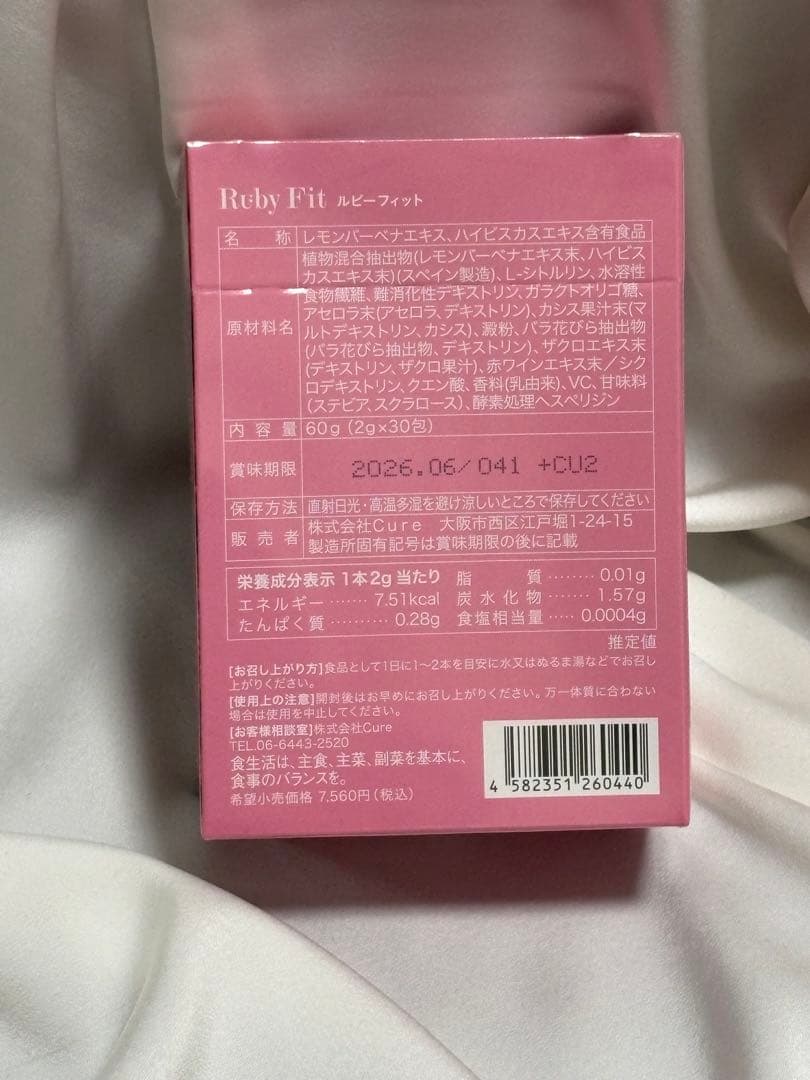 Ruby Fit ルビーフィット
名 称 レモンバーベナエキス、ハイビスカスエキス含有食品
原材料名
植物混合抽出物(レモンバーベナエキス末、ハイビス
カスエキス末)(スペイン製造)、L-シトルリン、水溶性
食物繊維、難消化性デキストリン、ガラクトオリゴ糖、
アセロラ末(アセロラ、デキストリン)、カシス果汁末(マ
ルトデキストリン、カシス)、澱粉、バラ花びら抽出物
(バラ花びら抽出物、デキストリン)、ザクロエキス末
(デキストリン、ザクロ果汁)、赤ワインエキス末／シク
ロデキストリン、クエン酸、香料(乳由来)、VC、甘味料
(ステビア、スクラロース)、酵素処理ヘスペリジン
内容量 60g(2g×30包)
賞味期限 2026.06/041 +CU2
保存方法 直射日光・高温多湿を避け涼しいところで保存してください
販売者 株式会社Cure 大阪市西区江戸堀1-24-15
製造所固有記号は賞味期限の後に記載
栄養成分表示 1本2g当たり 脂質 ········ 0.01g
エネルギー ······· 7.51kcal 炭水化物 ······· 1.57g
たんぱく質 ·········· 0.28g 食塩相当量 ····· 0.0004g
推定値
[お召し上がり方]食品として1日に1〜2本を目安に水又はぬるま湯などでお召し
上がりください。
[使用上の注意]開封後はお早めにお召し上がりください。万一体質に合わない
場合は使用を中止してください。
[お客様相談室]株式会社Cure
TEL.06-6443-2520
食生活は、主食、主菜、副菜を基本に、
食事のバランスを。
希望小売価格 7,560円(税込)
4 582351 260440